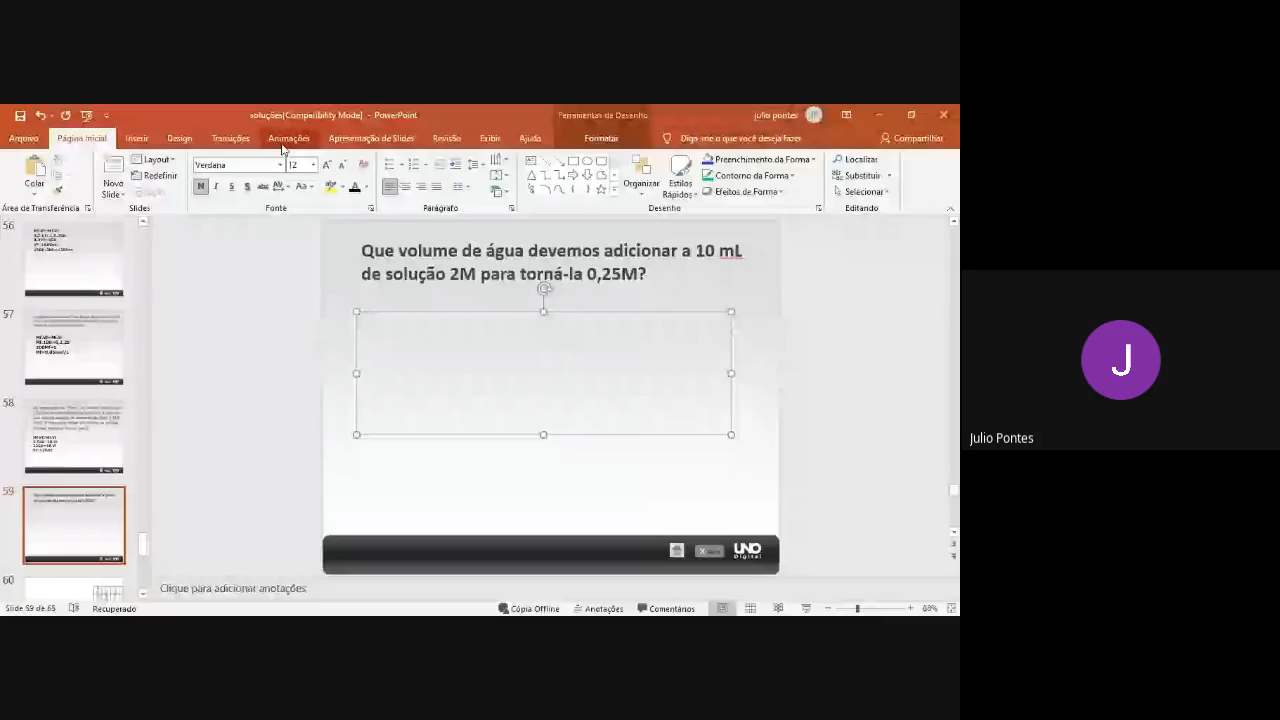 soluções[Compatibility Mode] - PowerPoint
Ferramentas de Desenho
julio pontes
JP
Arquivo
Página Inicial
Inserir
Design
Transições
Animações
Apresentação de Slides
Revisão
Exibir
Ajuda
Formatar
Diga-me o que você deseja fazer
Compartilhar
Colar
Novo
Slide
Layout
Redefinir
Verdana
12
N I S S abc AV Aa A
Organizar
Estilos
Rápidos
Preenchimento da Forma
Contorno da Forma
Efeitos de Forma
Localizar
Substituir
Selecionar
Área de Transferência
Slides
Fonte
Parágrafo
Desenho
Editando
56
57
58
59
60
Que volume de água devemos adicionar a 10 mL
de solução 2M para torná-la 0,25M?
UNO
Digital
Clique para adicionar anotações
Slide 59 de 65
Recuperado
Cópia Offline
Anotações
Comentários
68%
J
Julio Pontes